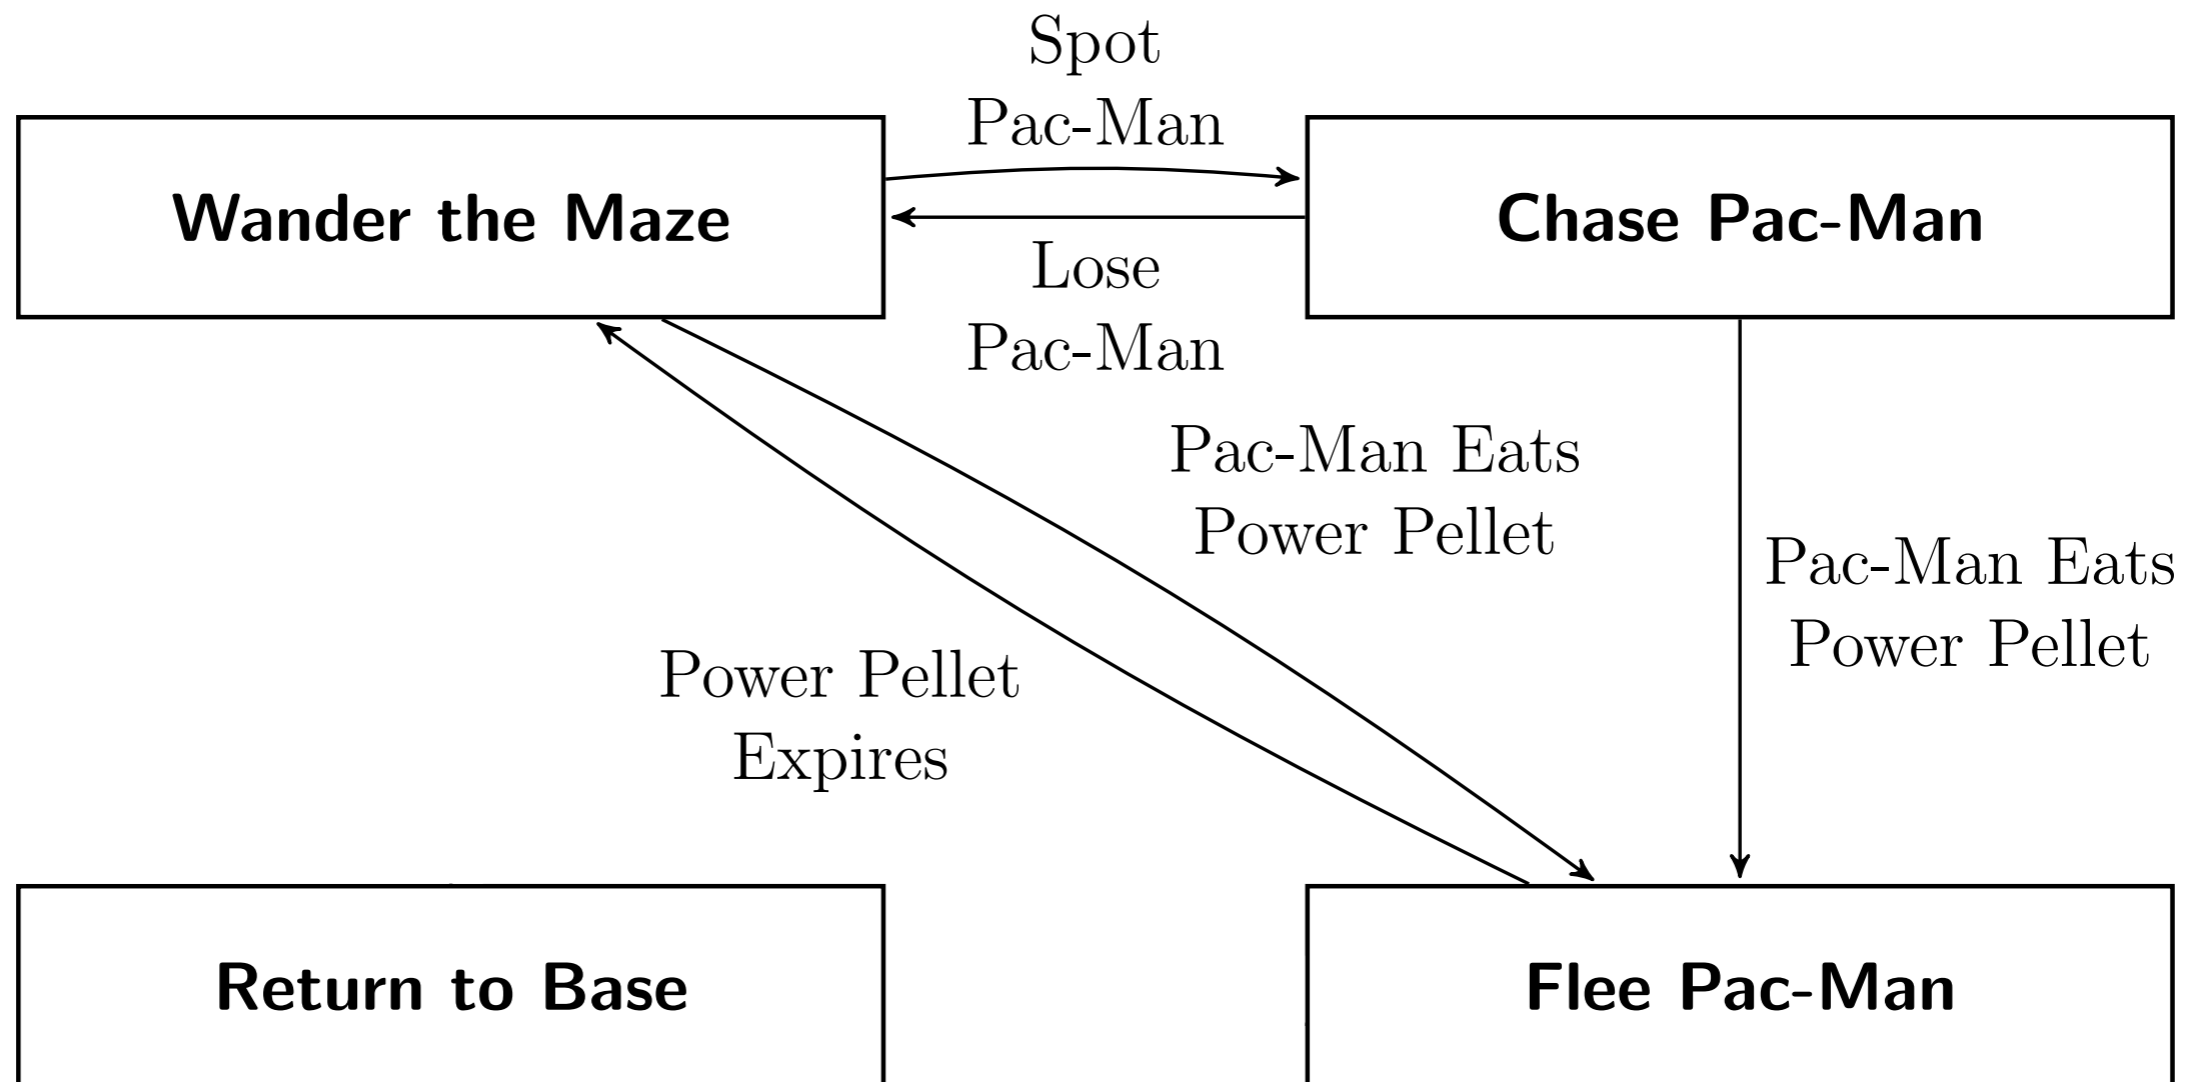 Spot
Pac-Man
Wander the Maze
Chase Pac-Man
Lose
Pac-Man
Pac-Man Eats
Power Pellet
Pac-Man Eats
Power Pellet
Power Pellet
Expires
Return to Base
Flee Pac-Man